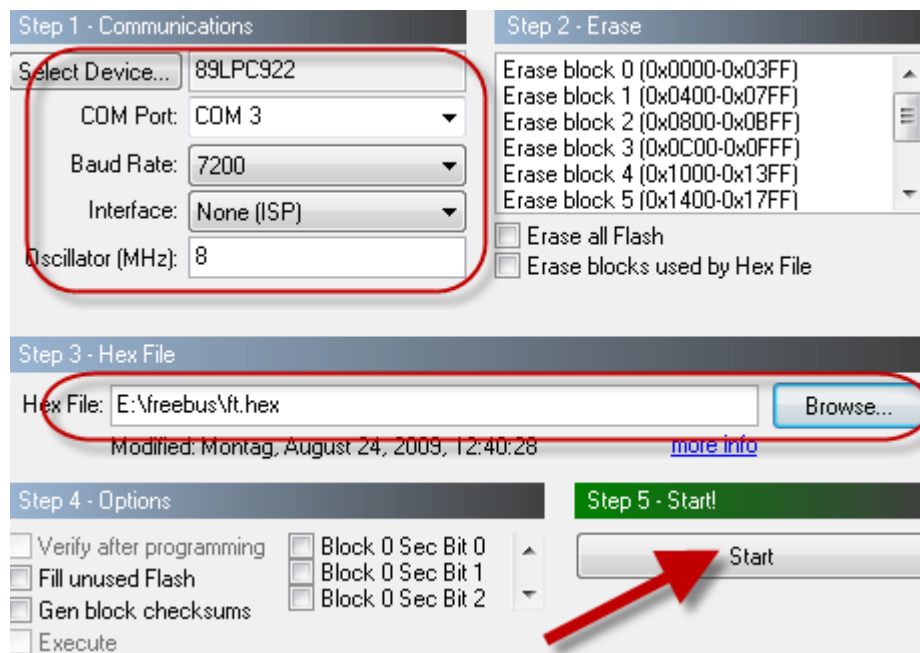 Step 1 - Communications
Select Device... 89LPC922
COM Port: COM 3
Baud Rate: 7200
Interface: None (ISP)
Oscillator (MHz): 8
Step 2 - Erase
Erase block 0 (0x0000-0x03FF)
Erase block 1 (0x0400-0x07FF)
Erase block 2 (0x0800-0x0BFF)
Erase block 3 (0x0C00-0x0FFF)
Erase block 4 (0x1000-0x13FF)
Erase block 5 (0x1400-0x17FF)
Erase all Flash
Erase blocks used by Hex File
Step 3 - Hex File
Hex File: E:\freebus\ft.hex Browse...
Modified: Montag, August 24, 2009, 12:40:28 more info
Step 4 - Options
Verify after programming
Fill unused Flash
Gen block checksums
Execute
Block 0 Sec Bit 0
Block 0 Sec Bit 1
Block 0 Sec Bit 2
Step 5 - Start!
Start